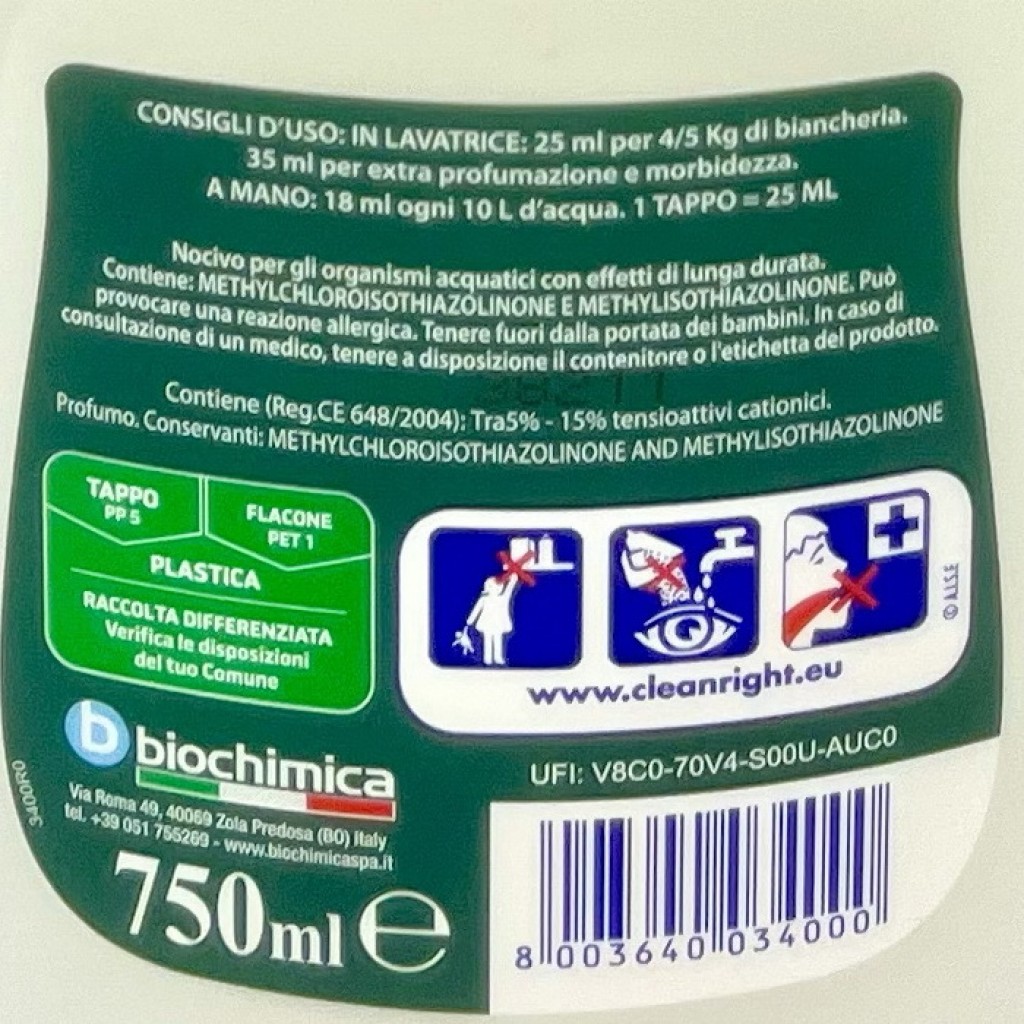 CONSIGLI D'USO: IN LAVATRICE: 25 ml per 4/5 Kg di biancheria.
35 ml per extra profumazione e morbidezza.
A MANO: 18 ml ogni 10 L d'acqua. 1 TAPPO = 25 ML
Nocivo per gli organismi acquatici con effetti di lunga durata.
Contiene: METHYLCHLOROISOTHIAZOLINONE E METHYLISOTHIAZOLINONE. Può
provocare una reazione allergica. Tenere fuori dalla portata dei bambini. In caso di
consultazione di un medico, tenere a disposizione il contenitore o l'etichetta del prodotto.
Contiene (Reg.CE 648/2004): Tra5% - 15% tensioattivi cationici.
Profumo. Conservanti: METHYLCHLOROISOTHIAZOLINONE AND METHYLISOTHIAZOLINONE
TAPPO
PP 5
FLACONE
PET 1
PLASTICA
RACCOLTA DIFFERENZIATA
Verifica le disposizioni
del tuo Comune
© A.I.S.E
www.cleanright.eu
b biochimica
Via Roma 49, 40069 Zola Predosa (BO) Italy
tel. +39 051 755269 - www.biochimicaspa.it
3400R0
750ml e
UFI: V8C0-70V4-S00U-AUC0
8 003640 034000